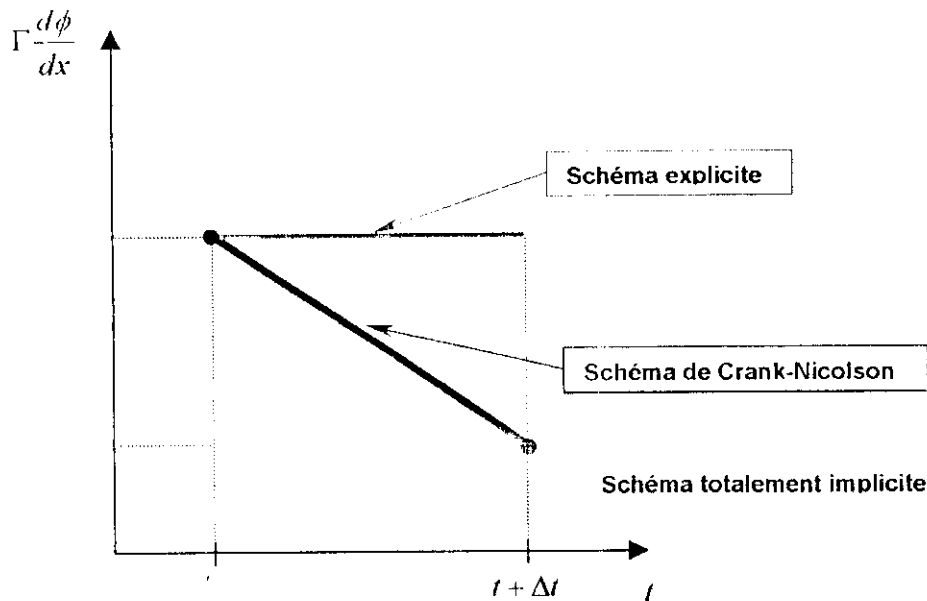 Γ dφ/dx
Schéma explicite
Schéma de Crank-Nicolson
Schéma totalement implicite
t + Δt
t